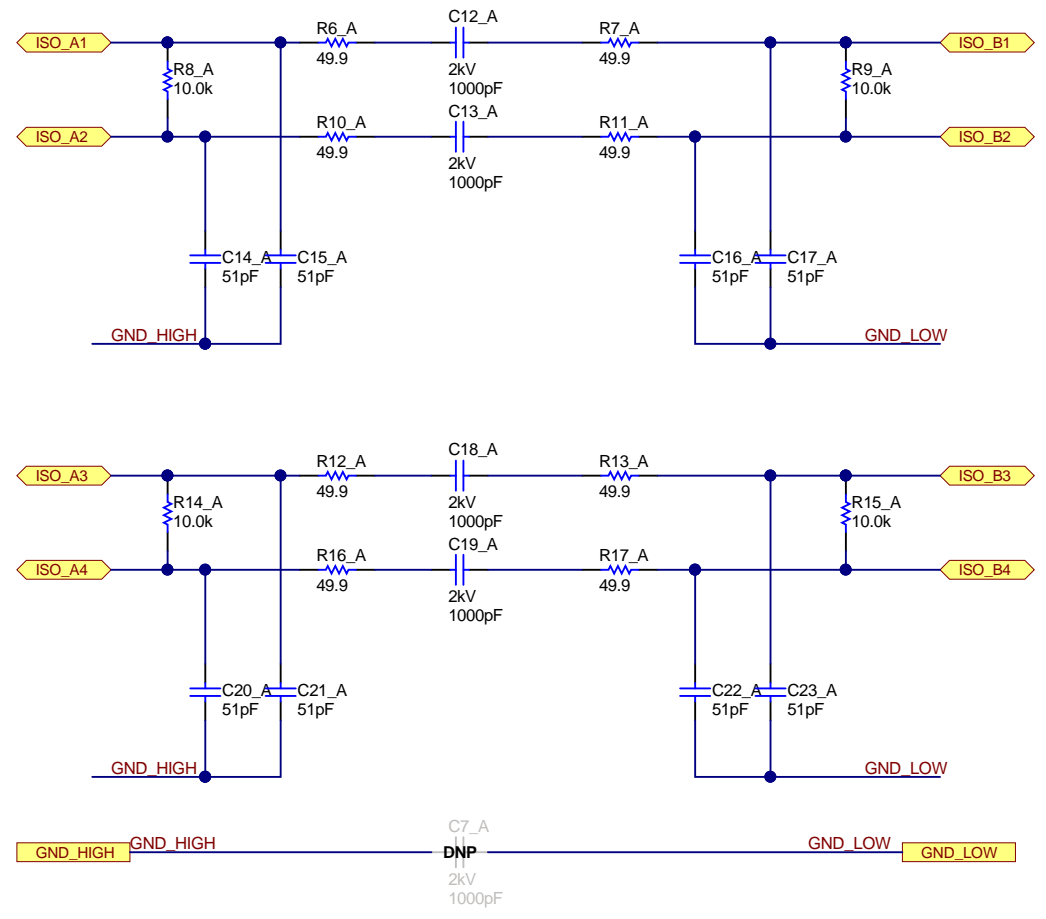 C12_A
R6_A
R7_A
ISO_A1
ISO_B1
49.9
2kV
49.9
R8_A
R9_A
10.0k
1000pF
10.0k
C13_A
R10_A
R11_A
ISO_A2
ISO_B2
49.9
2kV
49.9
1000pF
C14_A
C15_A
C16_A
C17_A
51pF
51pF
51pF
51pF
GND_HIGH
GND_LOW
C18_A
R12_A
R13_A
ISO_A3
ISO_B3
49.9
2kV
49.9
R14_A
R15_A
10.0k
1000pF
10.0k
C19_A
R16_A
R17_A
ISO_A4
ISO_B4
49.9
2kV
49.9
1000pF
C20_A
C21_A
C22_A
C23_A
51pF
51pF
51pF
51pF
GND_HIGH
GND_LOW
C7_A
GND_HIGH
GND_HIGH
DNP
GND_LOW
GND_LOW
2kV
1000pF